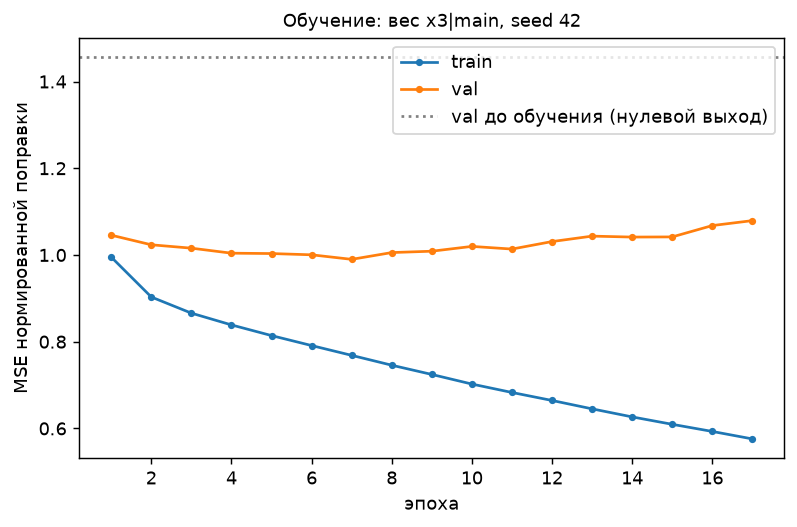 Обучение: вес x3|main, seed 42
MSE нормированной поправки
1.4
1.2
1.0
0.8
0.6
train
val
val до обучения (нулевой выход)
2
4
6
8
10
12
14
16
эпоха